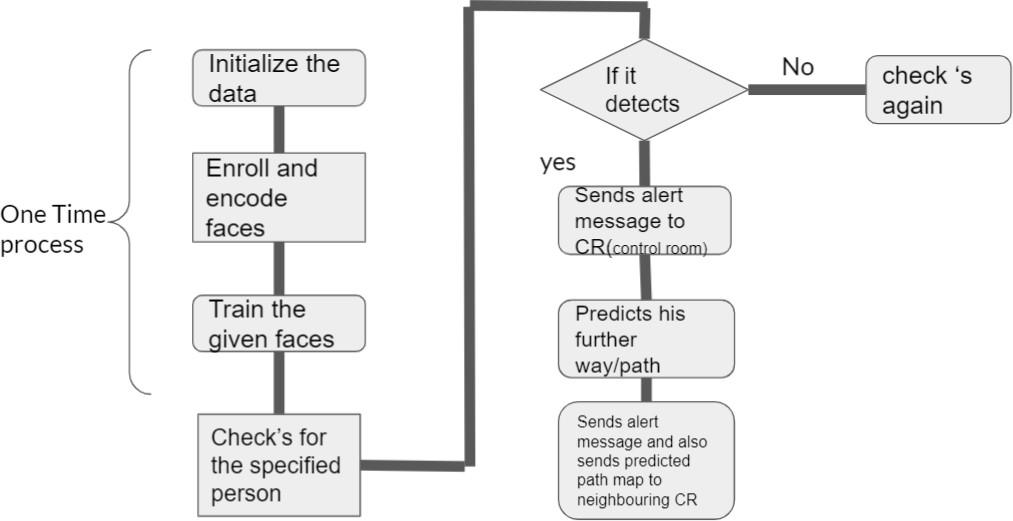 One Time
process
Initialize the
data
Enroll and
encode
faces
Train the
given faces
Check's for
the specified
person
If it
detects
No
check ‘s
again
yes
Sends alert
message to
CR(control room)
Predicts his
further
way/path
Sends alert
message and also
sends predicted
path map to
neighbouring CR